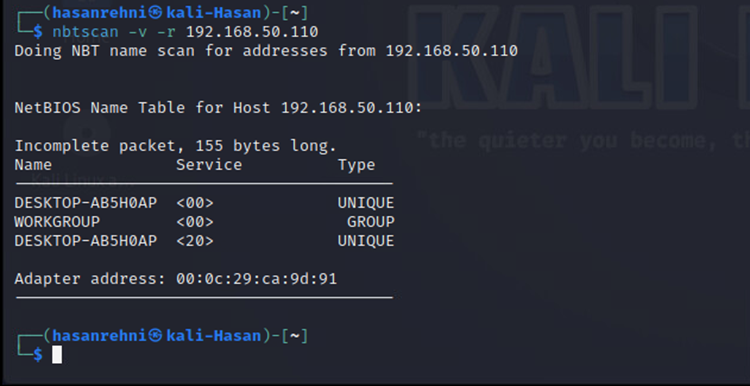 ┌──(hasanrehni㉿kali-Hasan)-[~]
└─$ nbtscan -v -r 192.168.50.110
Doing NBT name scan for addresses from 192.168.50.110
NetBIOS Name Table for Host 192.168.50.110:
Incomplete packet, 155 bytes long.
Name Service Type
----------------------------------------
DESKTOP-AB5H0AP <00> UNIQUE
WORKGROUP <00> GROUP
DESKTOP-AB5H0AP <20> UNIQUE
Adapter address: 00:0c:29:ca:9d:91
----------------------------------------
┌──(hasanrehni㉿kali-Hasan)-[~]
└─$
KALI
"the quieter you become, th